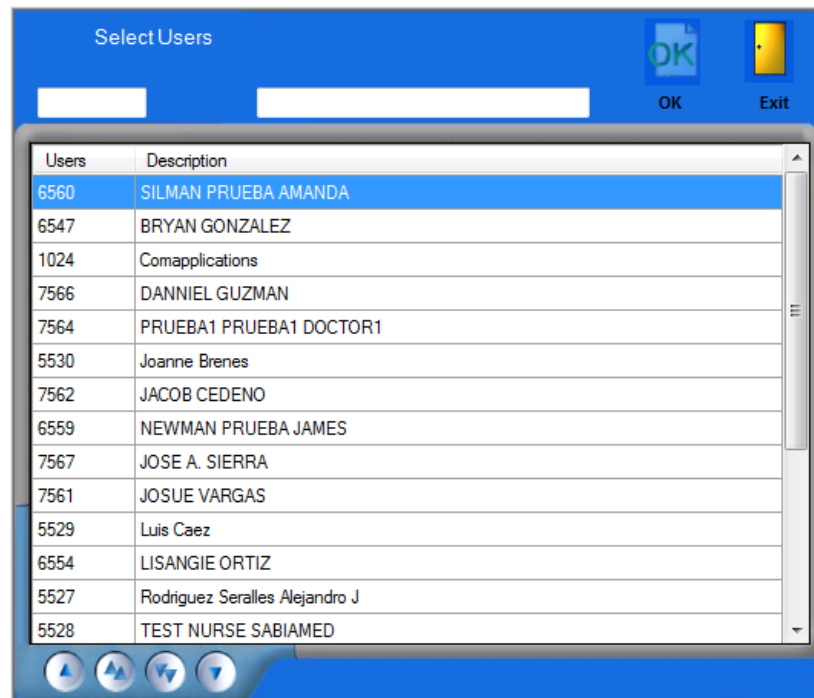 Select Users
OK
OK Exit
Users Description
6560 SILMAN PRUEBA AMANDA
6547 BRYAN GONZALEZ
1024 Comapplications
7566 DANNIEL GUZMAN
7564 PRUEBA1 PRUEBA1 DOCTOR1
5530 Joanne Brenes
7562 JACOB CEDENO
6559 NEWMAN PRUEBA JAMES
7567 JOSE A. SIERRA
7561 JOSUE VARGAS
5529 Luis Caez
6554 LISANGIE ORTIZ
5527 Rodriguez Seralles Alejandro J
5528 TEST NURSE SABIAMED